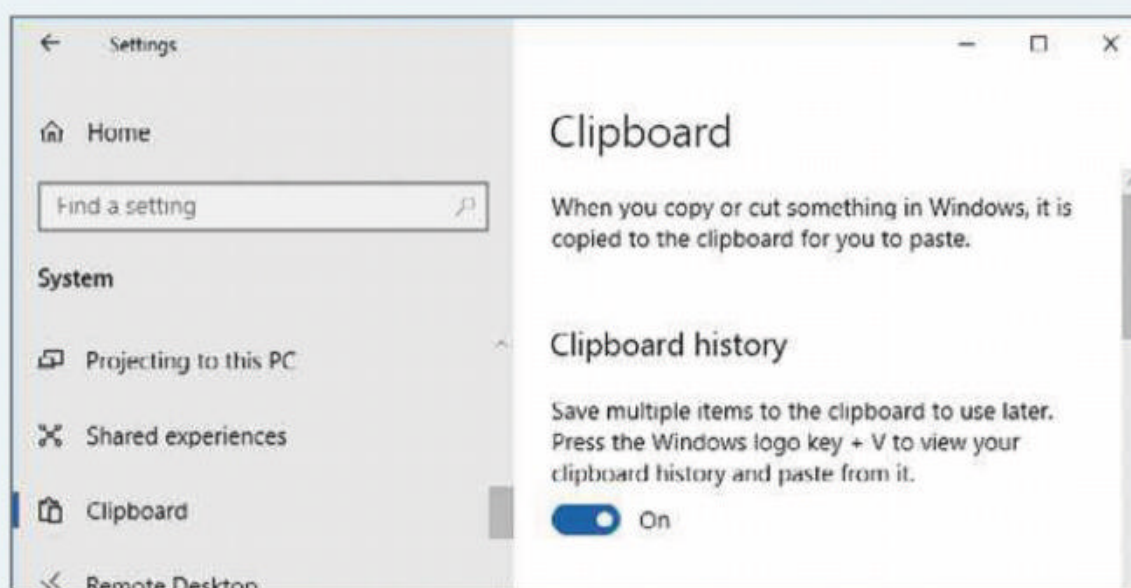 Settings
Home
Find a setting
System
Projecting to this PC
Shared experiences
Clipboard
Remote Desktop
Clipboard
When you copy or cut something in Windows, it is
copied to the clipboard for you to paste.
Clipboard history
Save multiple items to the clipboard to use later.
Press the Windows logo key + V to view your
clipboard history and paste from it.
On